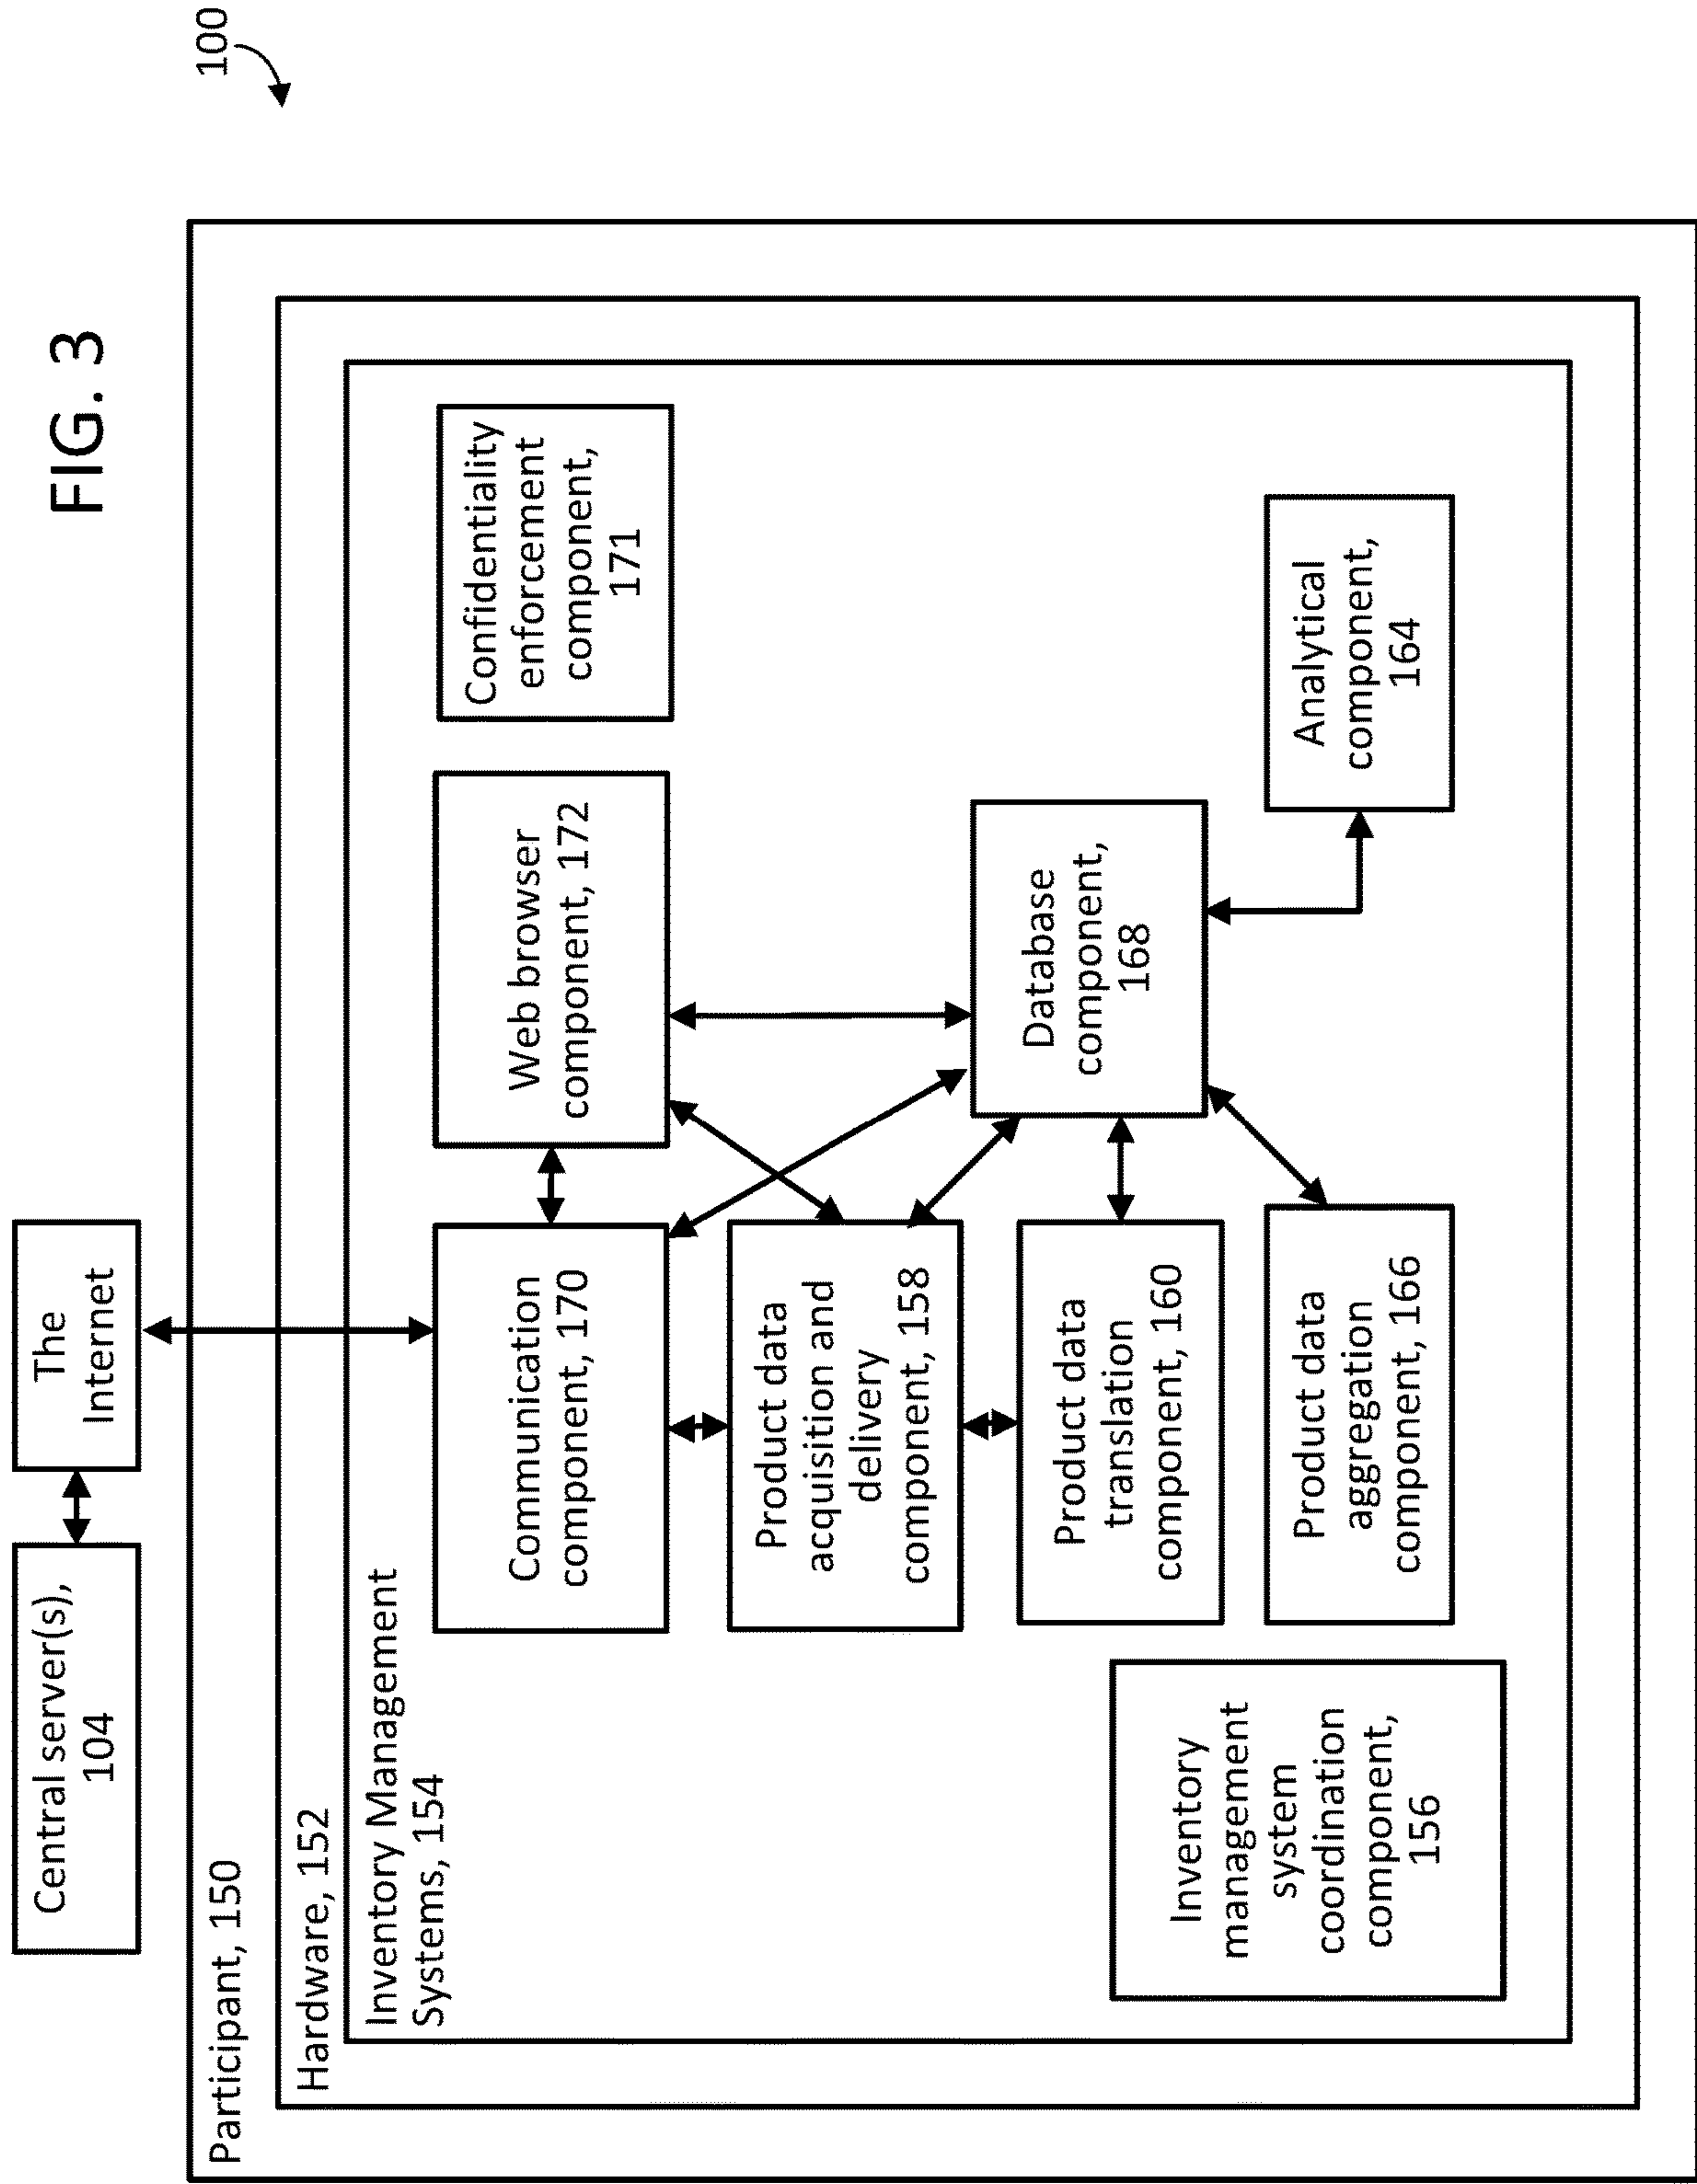 FIG. 3
100
Central server(s),
104
The
Internet
Participant, 150
Hardware, 152
Inventory Management
Systems, 154
Communication
component, 170
Web browser
component, 172
Confidentiality
enforcement
component,
171
Product data
acquisition and
delivery
component, 158
Database
component,
168
Product data
translation
component, 160
Inventory
management
system
coordination
component,
156
Product data
aggregation
component, 166
Analytical
component,
164